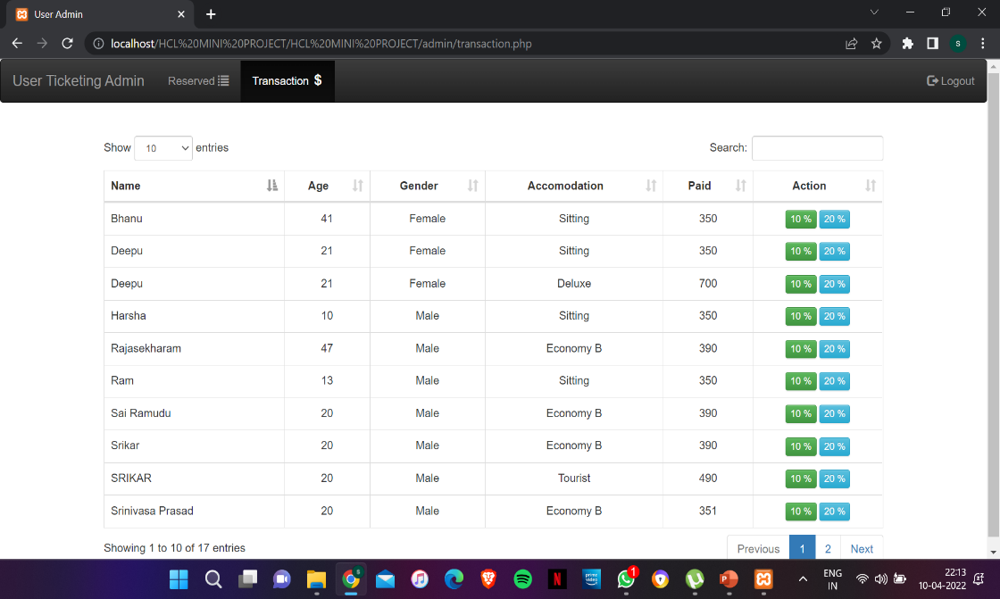 User Admin
localhost/HCL%20MINI%20PROJECT/HCL%20MINI%20PROJECT/admin/transaction.php
S
User Ticketing Admin Reserved Transaction $ Logout
Show 10 entries Search:
Name Age Gender Accomodation Paid Action
Bhanu 41 Female Sitting 350 10 % 20 %
Deepu 21 Female Sitting 350 10 % 20 %
Deepu 21 Female Deluxe 700 10 % 20 %
Harsha 10 Male Sitting 350 10 % 20 %
Rajasekharam 47 Male Economy B 390 10 % 20 %
Ram 13 Male Sitting 350 10 % 20 %
Sai Ramudu 20 Male Economy B 390 10 % 20 %
Srikar 20 Male Economy B 390 10 % 20 %
SRIKAR 20 Male Tourist 490 10 % 20 %
Srinivasa Prasad 20 Male Economy B 351 10 % 20 %
Showing 1 to 10 of 17 entries Previous 1 2 Next
prime video 1 ENG 22:13
IN 10-04-2022